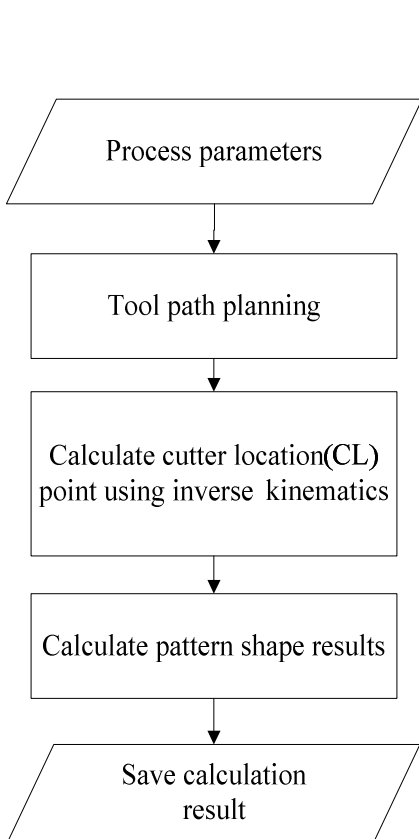 Process parameters
Tool path planning
Calculate cutter location(CL)
point using inverse kinematics
Calculate pattern shape results
Save calculation
result